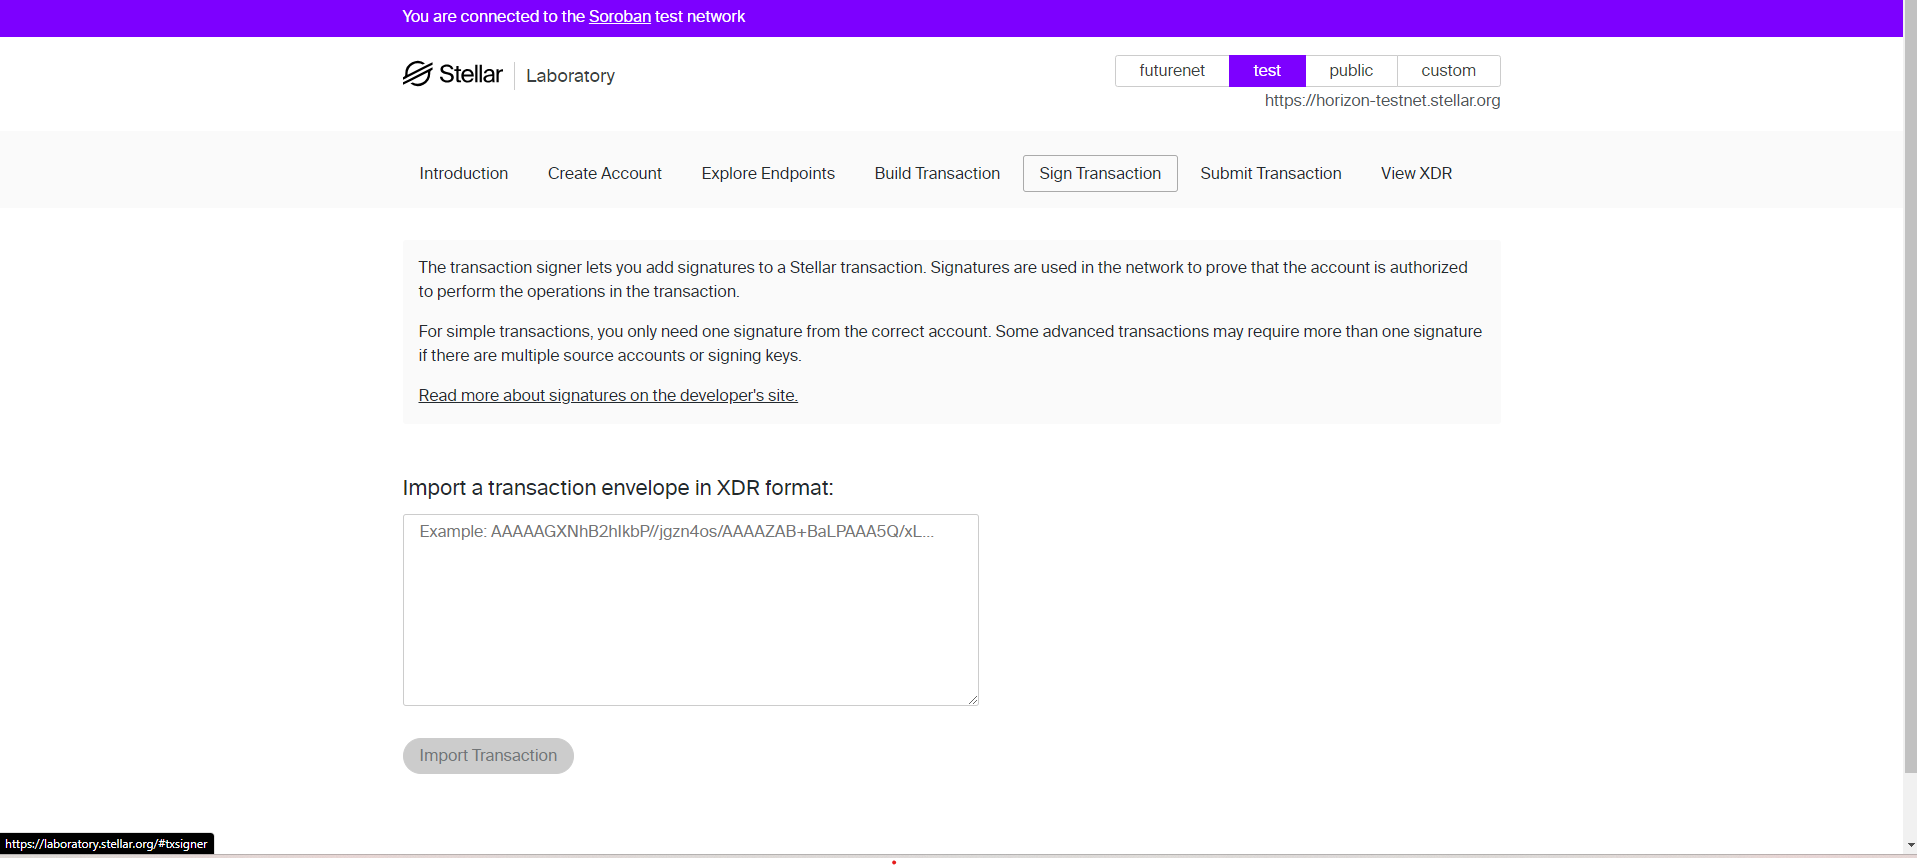 You are connected to the Soroban test network
Stellar Laboratory
futurenet test public custom
https://horizon-testnet.stellar.org
Introduction Create Account Explore Endpoints Build Transaction Sign Transaction Submit Transaction View XDR
The transaction signer lets you add signatures to a Stellar transaction. Signatures are used in the network to prove that the account is authorized
to perform the operations in the transaction.
For simple transactions, you only need one signature from the correct account. Some advanced transactions may require more than one signature
if there are multiple source accounts or signing keys.
Read more about signatures on the developer's site.
Import a transaction envelope in XDR format:
Example: AAAAAGXNhB2hIkbP//jgzn4os/AAAAZAB+BaLPAAA5Q/xL...
Import Transaction
https://laboratory.stellar.org/#txsigner